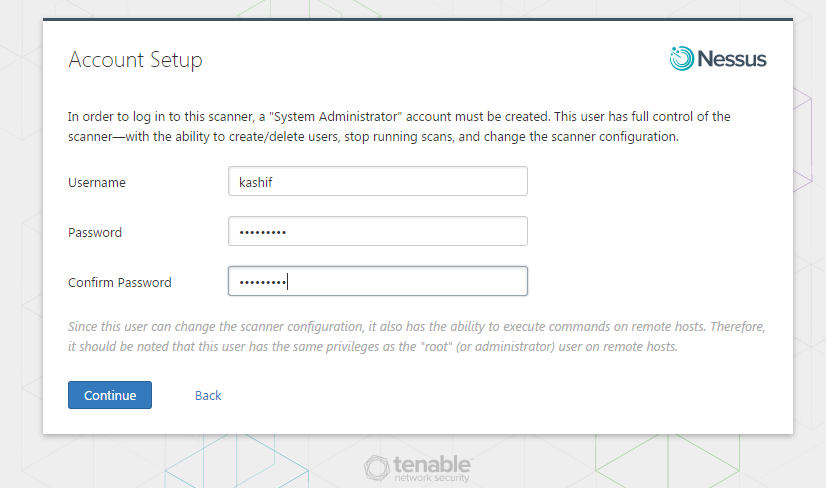 Account Setup
Nessus
In order to log in to this scanner, a "System Administrator" account must be created. This user has full control of the
scanner—with the ability to create/delete users, stop running scans, and change the scanner configuration.
Username
kashif
Password
•••••••••
Confirm Password
•••••••••
Since this user can change the scanner configuration, it also has the ability to execute commands on remote hosts. Therefore,
it should be noted that this user has the same privileges as the "root" (or administrator) user on remote hosts.
Continue
Back
tenable
network security